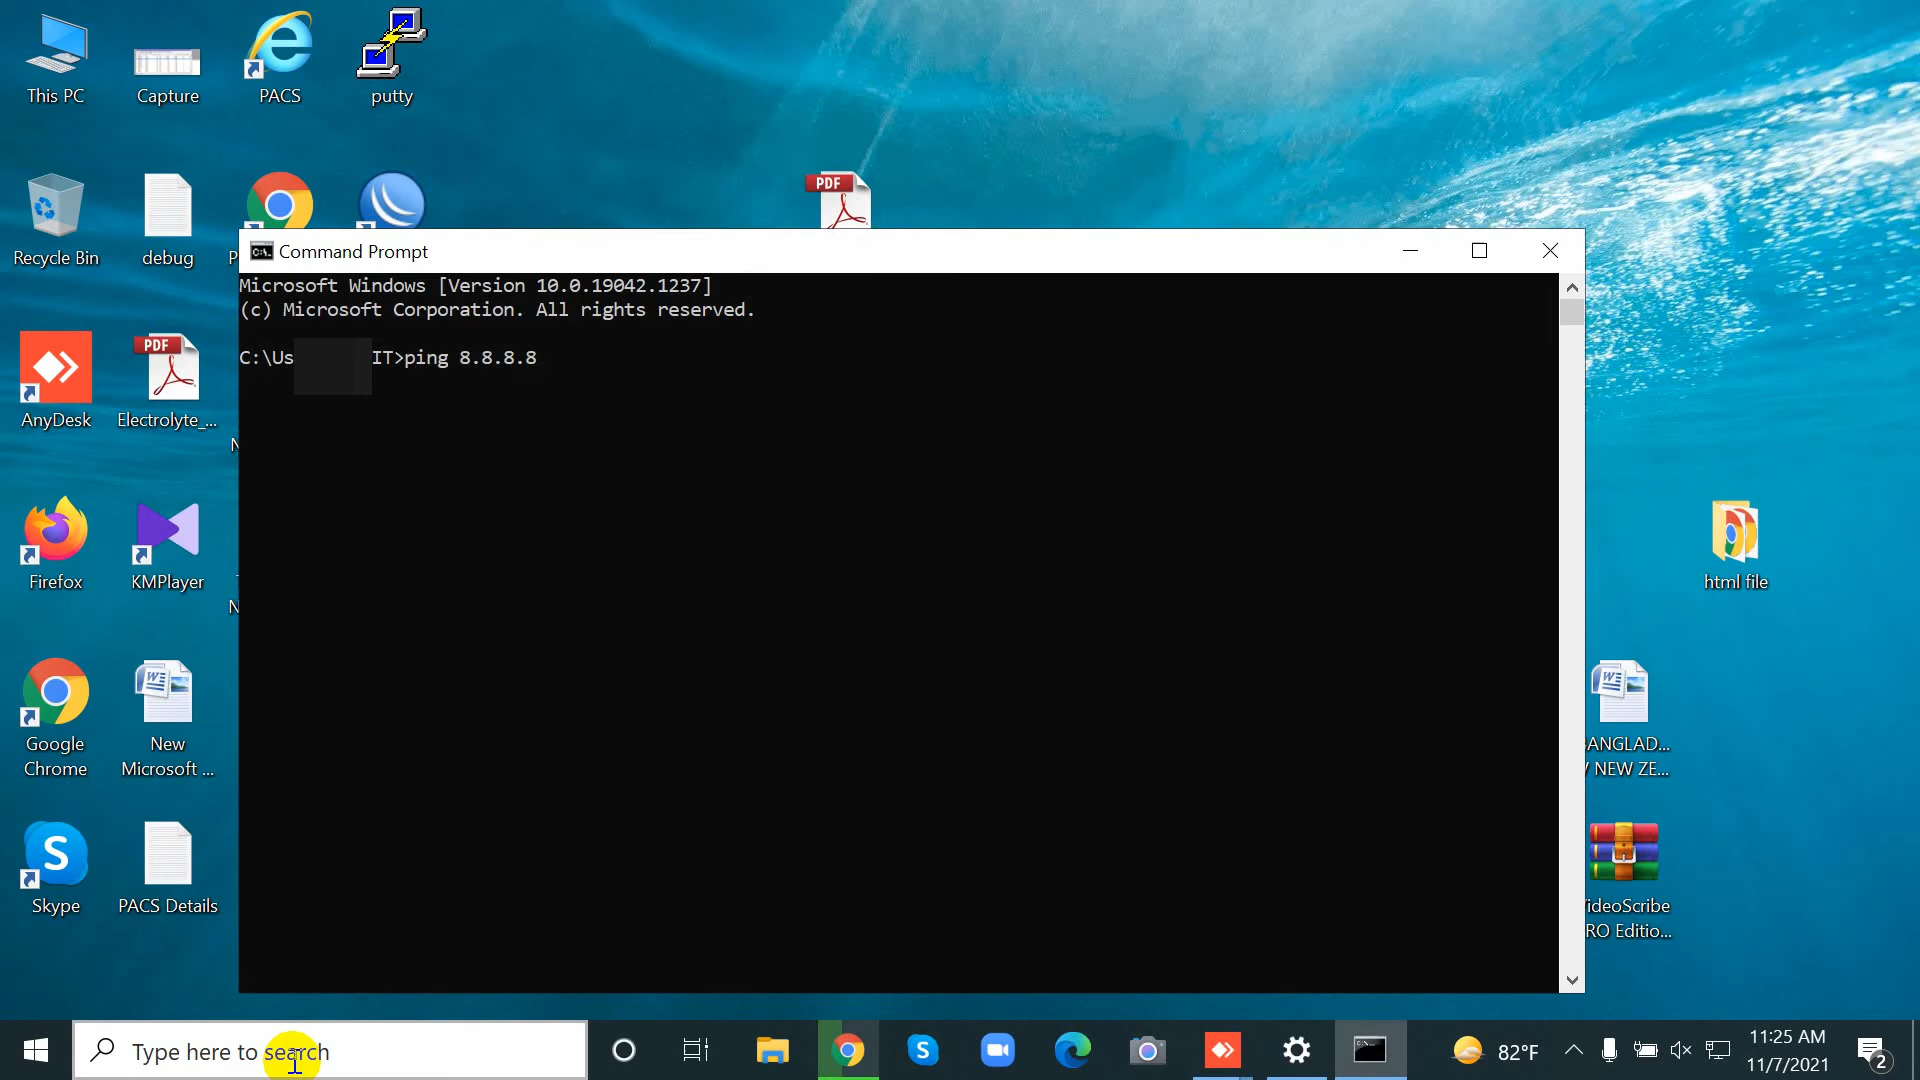 This PC
Capture
PACS
putty
PDF
Recycle Bin
debug
Command Prompt
Microsoft Windows [Version 10.0.19042.1237]
(c) Microsoft Corporation. All rights reserved.
C:\Us
IT>ping 8.8.8.8
AnyDesk
PDF
Electrolyte_...
Firefox
KMPlayer
html file
Google
Chrome
New
Microsoft ...
ANGLAD...
NEW ZE...
Skype
PACS Details
ideoScribe
RO Editio...
Type here to search
82°F
11:25 AM
11/7/2021
2